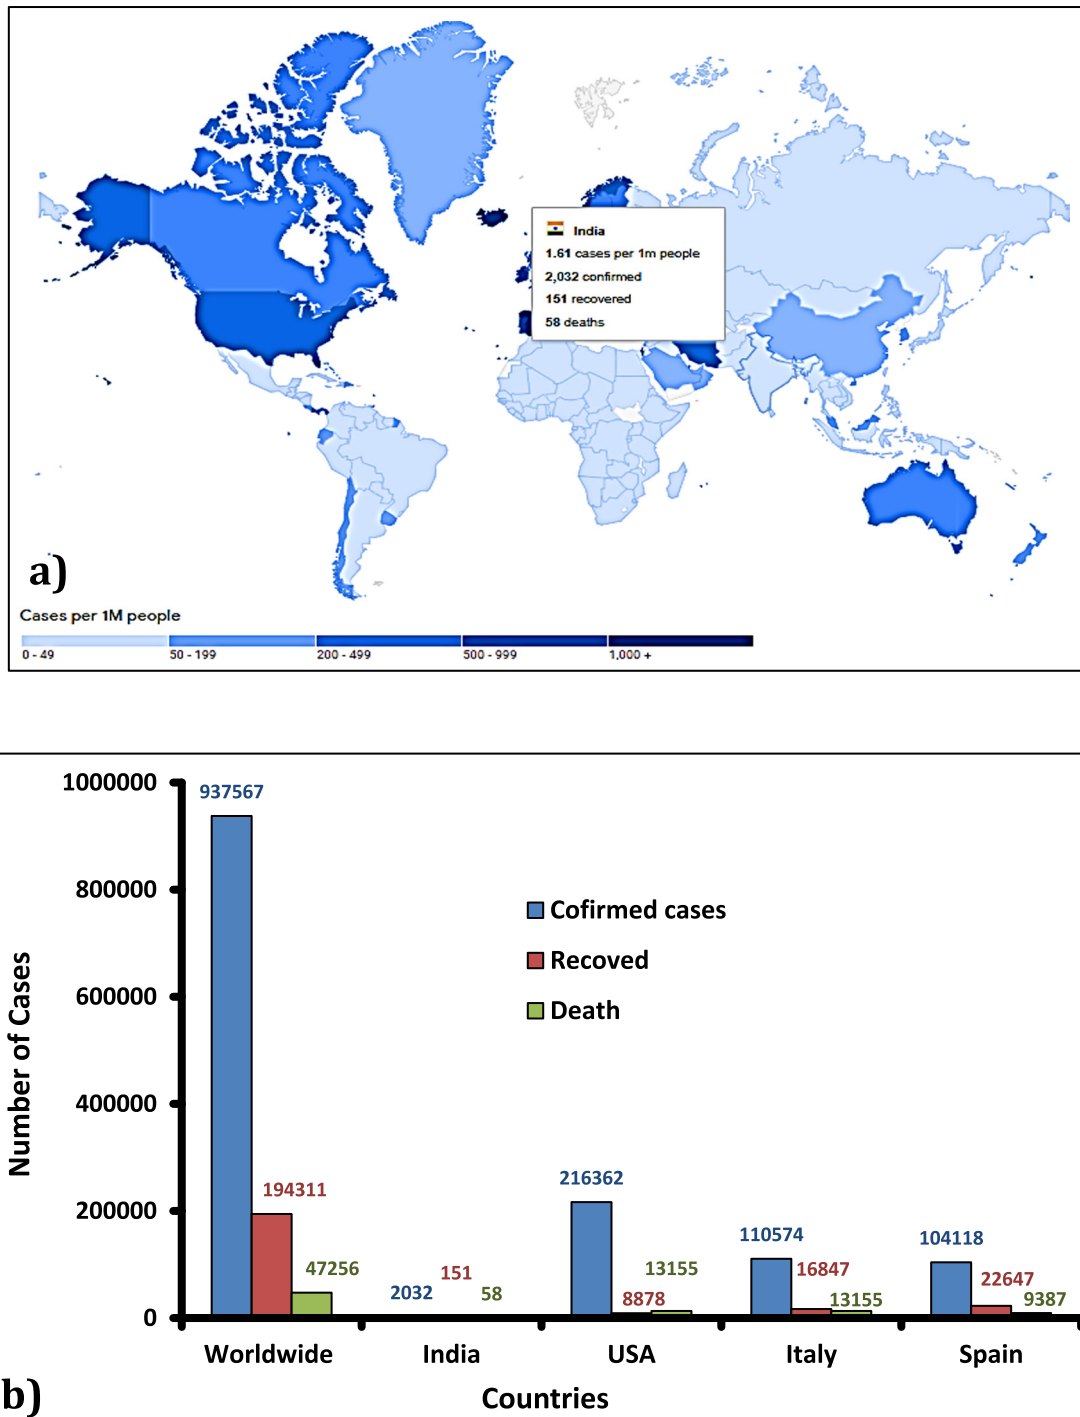 India
1.61 cases per 1m people
2,032 confirmed
151 recovered
58 deaths
a)
Cases per 1M people
0 - 49 50 - 199 200 - 499 500 - 999 1,000 +
1000000
937567
800000
Cofirmed cases
Recoved
600000
Death
Number of Cases
400000
216362
194311
200000
110574
104118
47256
151
13155
16847
22647
2032
58
8878
13155
9387
0
Worldwide India USA Italy Spain
Countries
b)